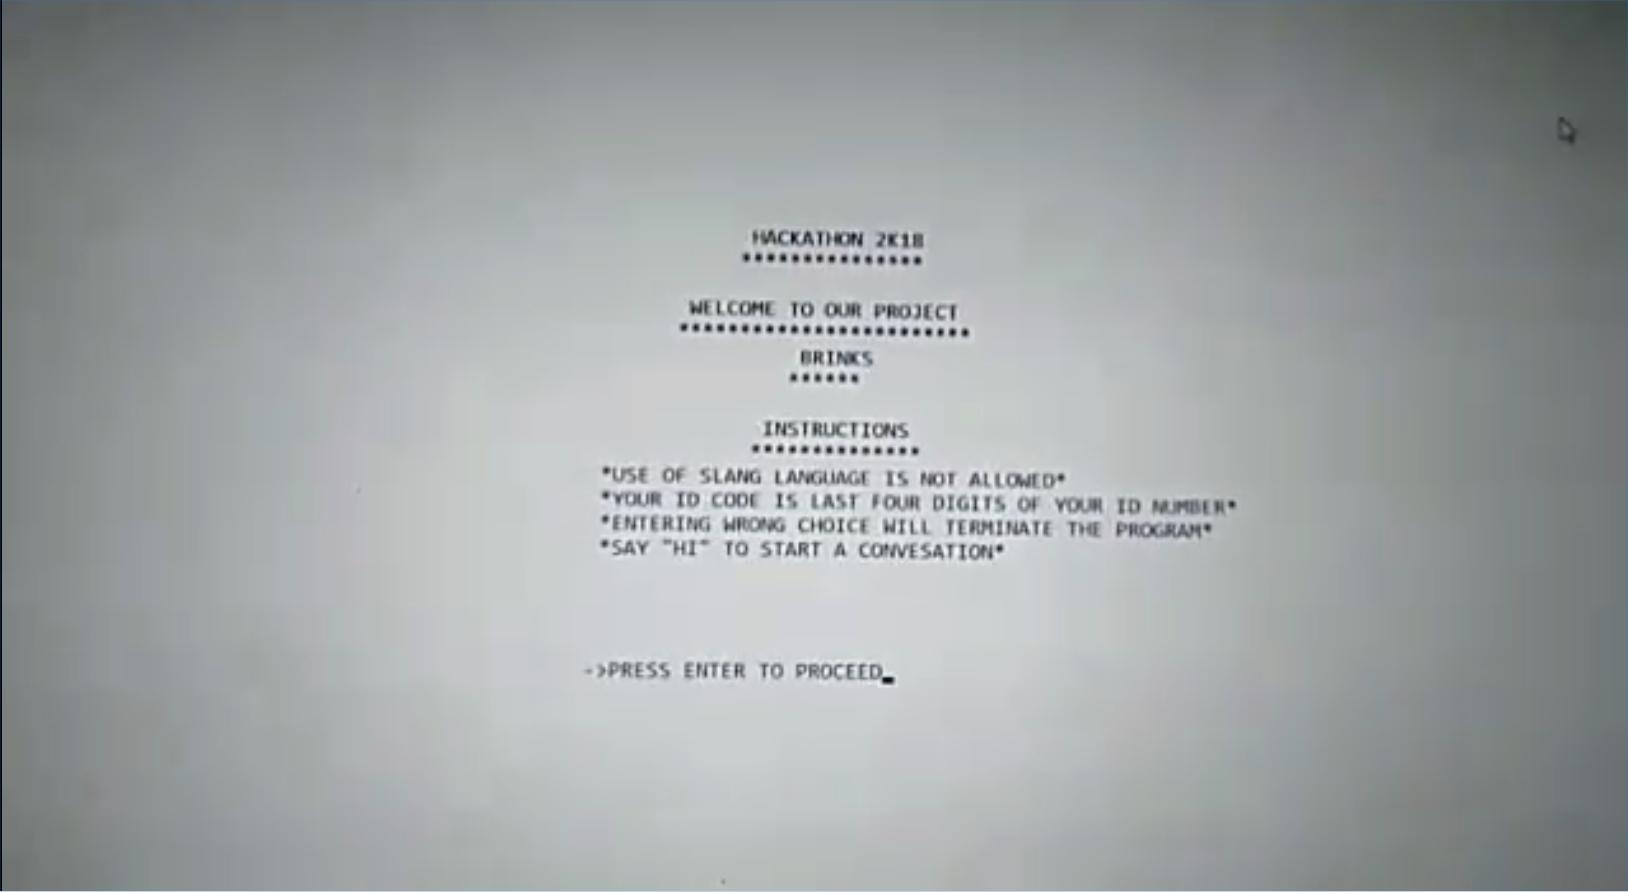 HACKATHON 2K18
***************
WELCOME TO OUR PROJECT
************************
BRINKS
******
INSTRUCTIONS
**************
*USE OF SLANG LANGUAGE IS NOT ALLOWED*
*YOUR ID CODE IS LAST FOUR DIGITS OF YOUR ID NUMBER*
*ENTERING WRONG CHOICE WILL TERMINATE THE PROGRAM*
*SAY "HI" TO START A CONVESATION*
->PRESS ENTER TO PROCEED_